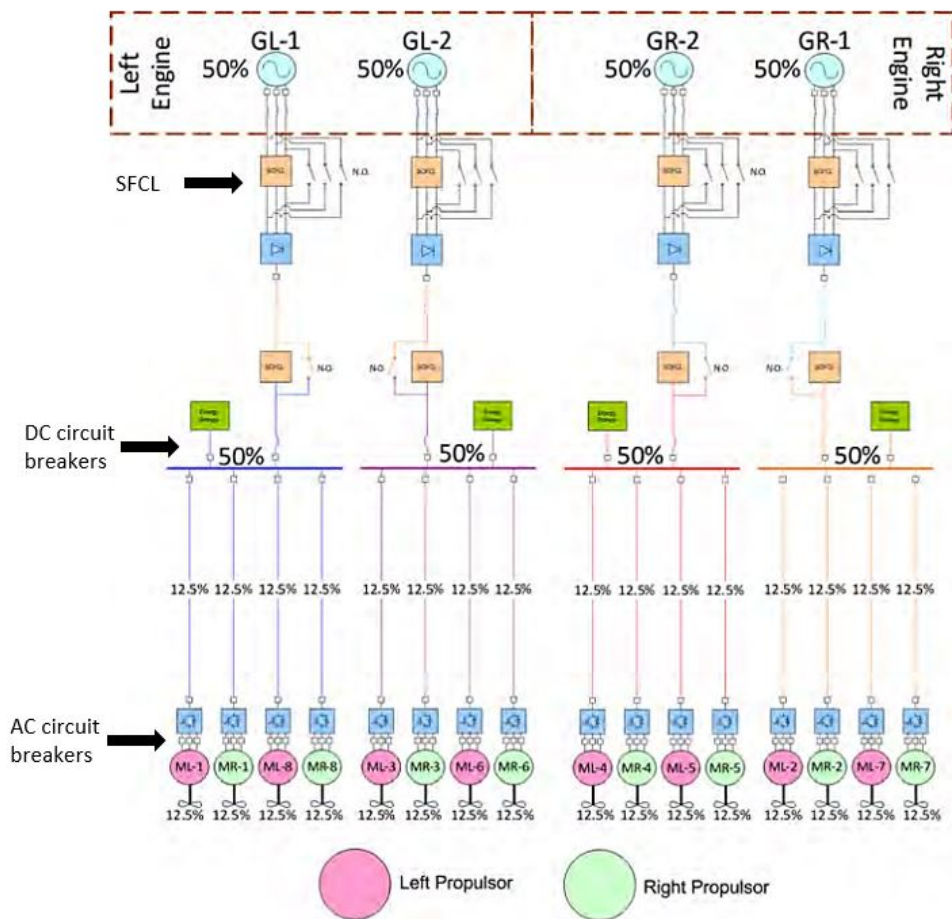 Left
Engine
GL-1
50%
GL-2
50%
GR-2
50%
GR-1
50%
Right
Engine
SFCL
N.O.
N.O.
N.O.
N.O.
N.O.
N.O.
DC circuit
breakers
50%
50%
50%
50%
12.5% 12.5% 12.5% 12.5% 12.5% 12.5% 12.5% 12.5% 12.5% 12.5% 12.5% 12.5% 12.5% 12.5% 12.5% 12.5%
AC circuit
breakers
ML-1 MR-1 ML-8 MR-8 ML-3 MR-3 ML-6 MR-6 ML-4 MR-4 ML-5 MR-5 ML-2 MR-2 ML-7 MR-7
12.5% 12.5% 12.5% 12.5% 12.5% 12.5% 12.5% 12.5% 12.5% 12.5% 12.5% 12.5% 12.5% 12.5% 12.5% 12.5%
Left Propulsor
Right Propulsor